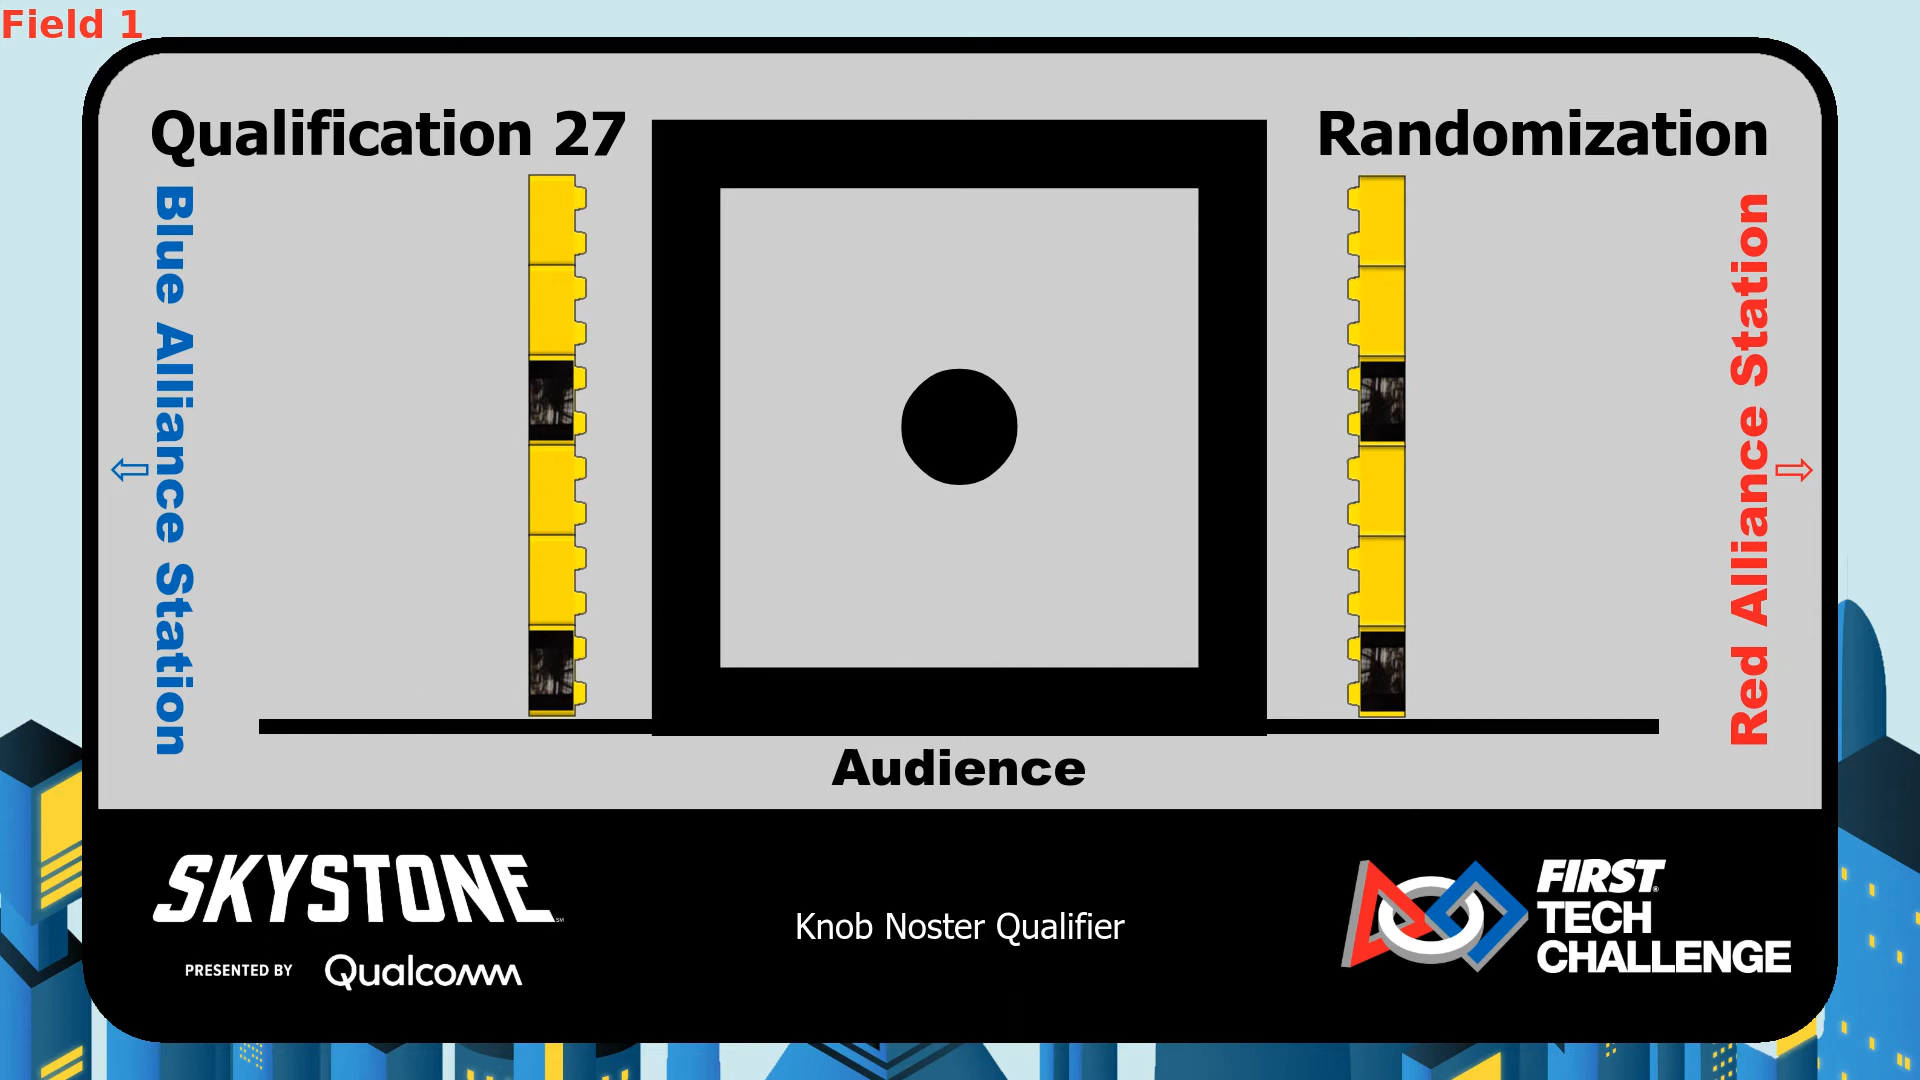 Field 1
Qualification 27
Randomization
Blue Alliance Station
⇦
Red Alliance Station
⇨
Audience
SKYSTONE℠
PRESENTED BY Qualcomm
Knob Noster Qualifier
FIRST®
TECH
CHALLENGE